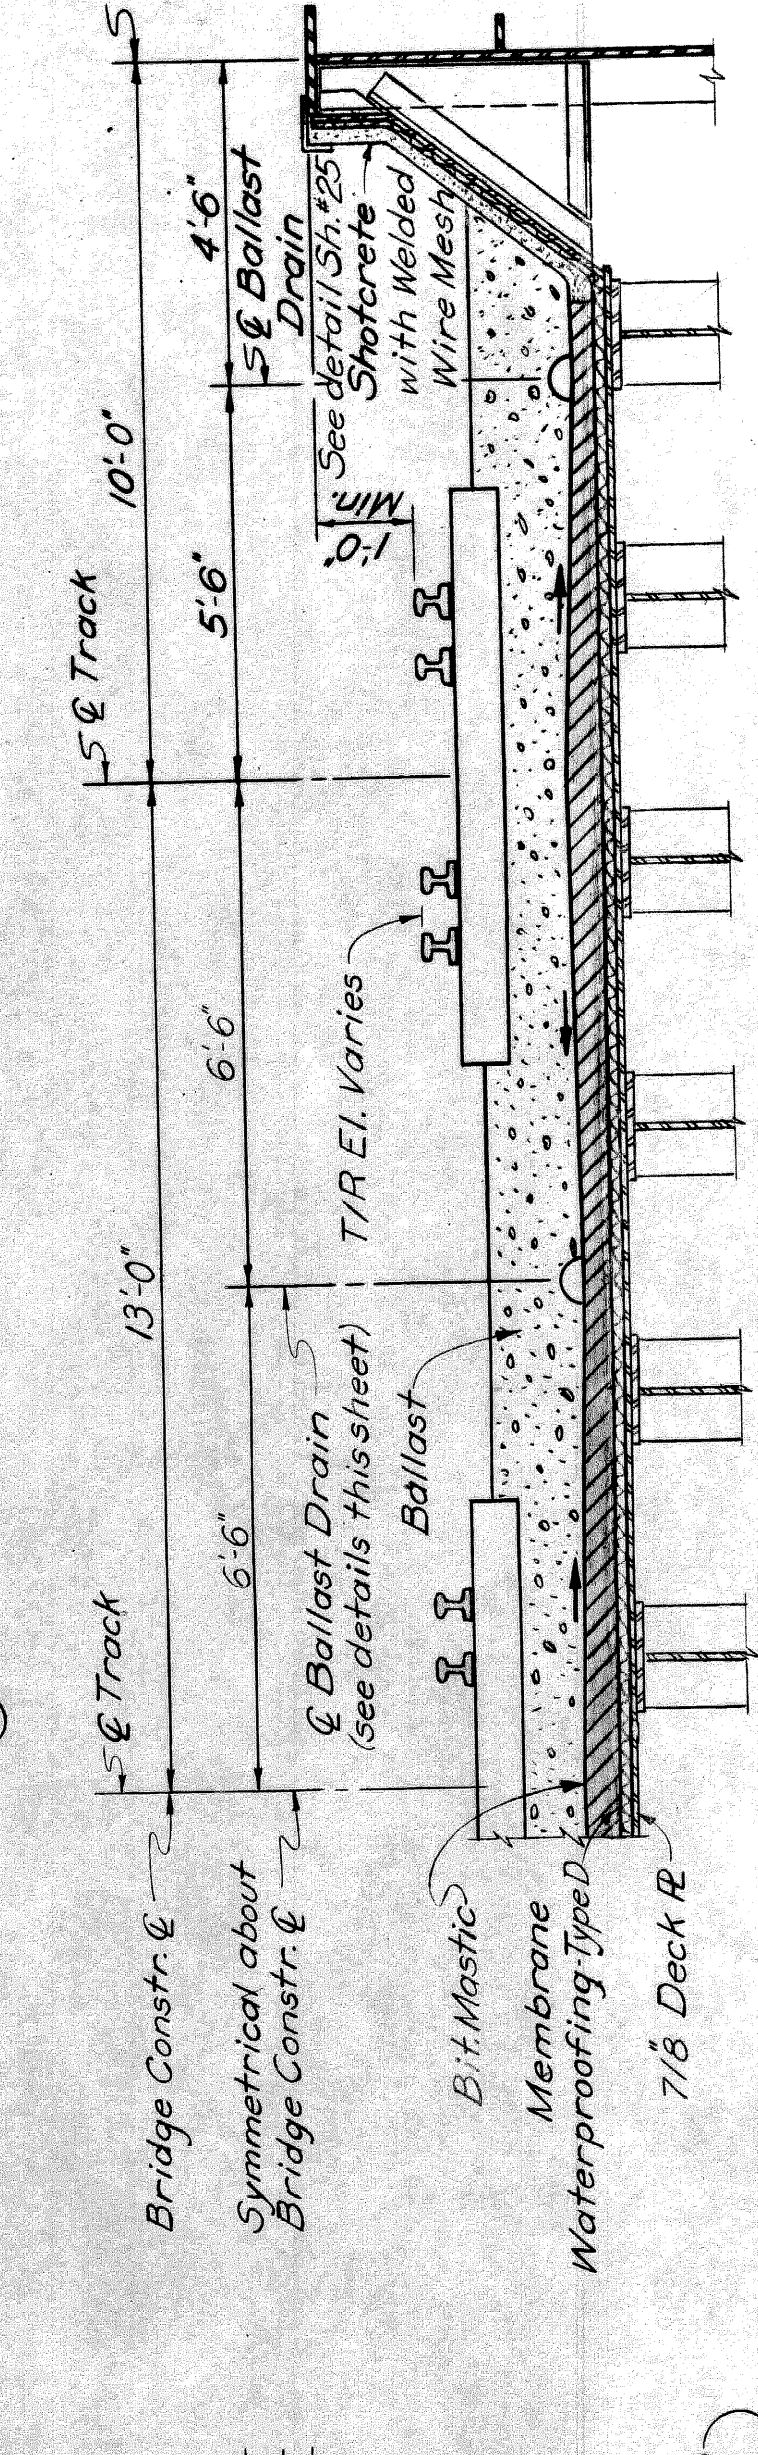 Bridge Constr. ℄
Symmetrical about
Bridge Constr. ℄
℄ Track
℄ Track
13'-0"
10'-0"
6'-6"
6'-6"
5'-6"
4'-6"
℄ Ballast
Drain
℄ Ballast Drain
(see details this sheet)
T/R El. Varies
1'-0"
Min.
See detail Sh. #25
Shotcrete
with Welded
Wire Mesh
Ballast
Bit. Mastic
Membrane
Waterproofing-Type D
7/8" Deck ℄